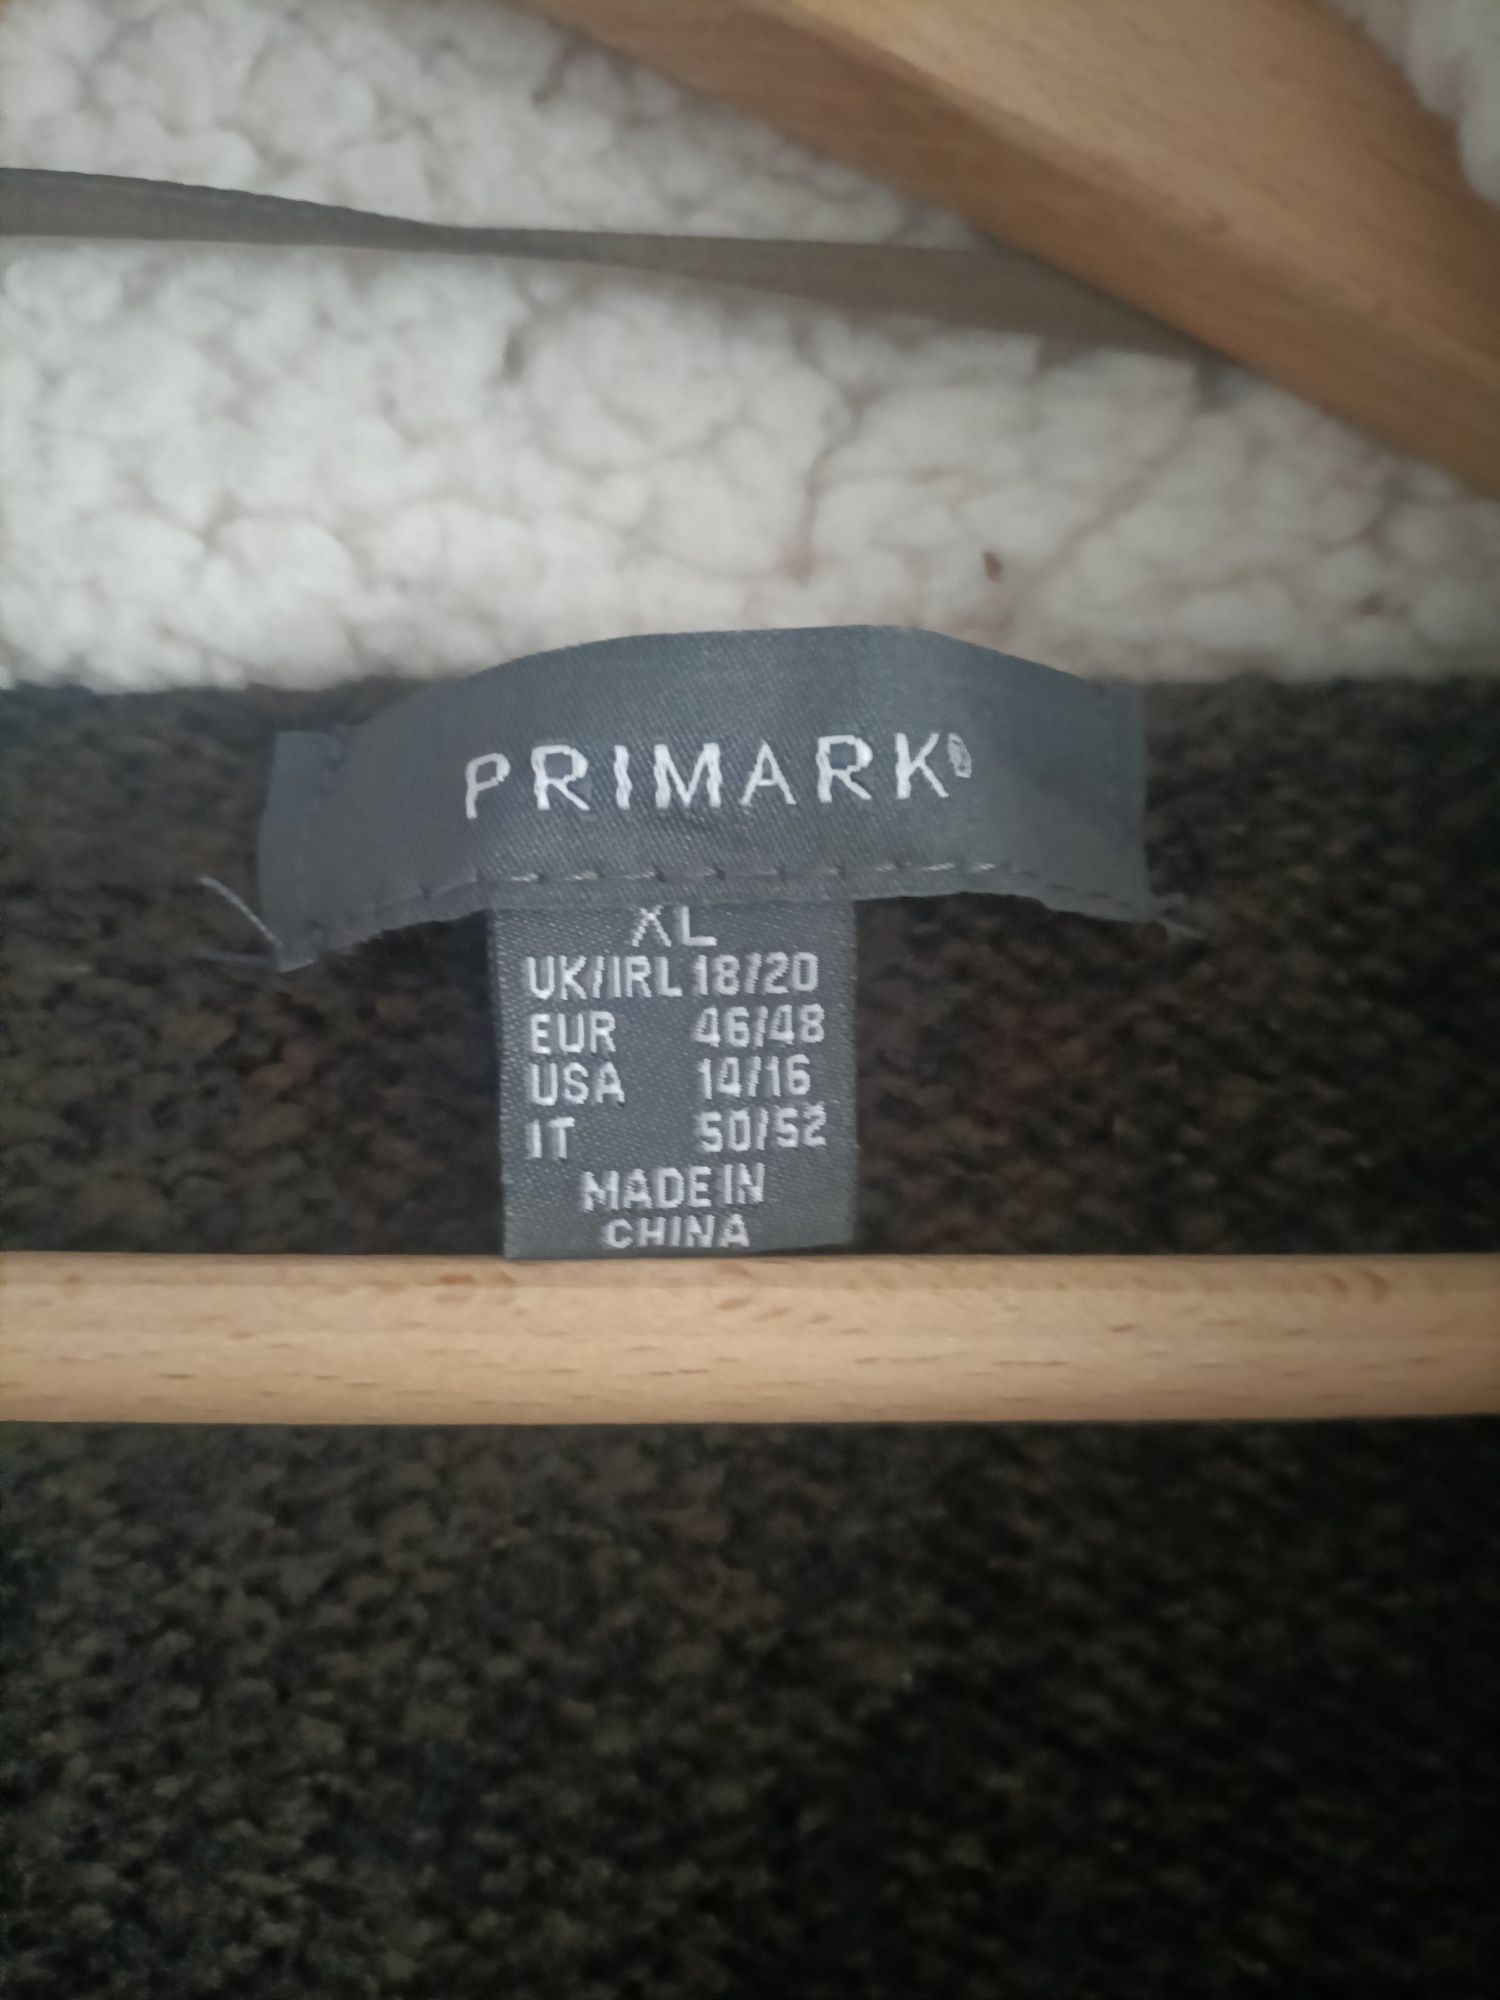 PRIMARK®
XL
UK/IRL 18/20
EUR 46/48
USA 14/16
IT 50/52
MADE IN
CHINA